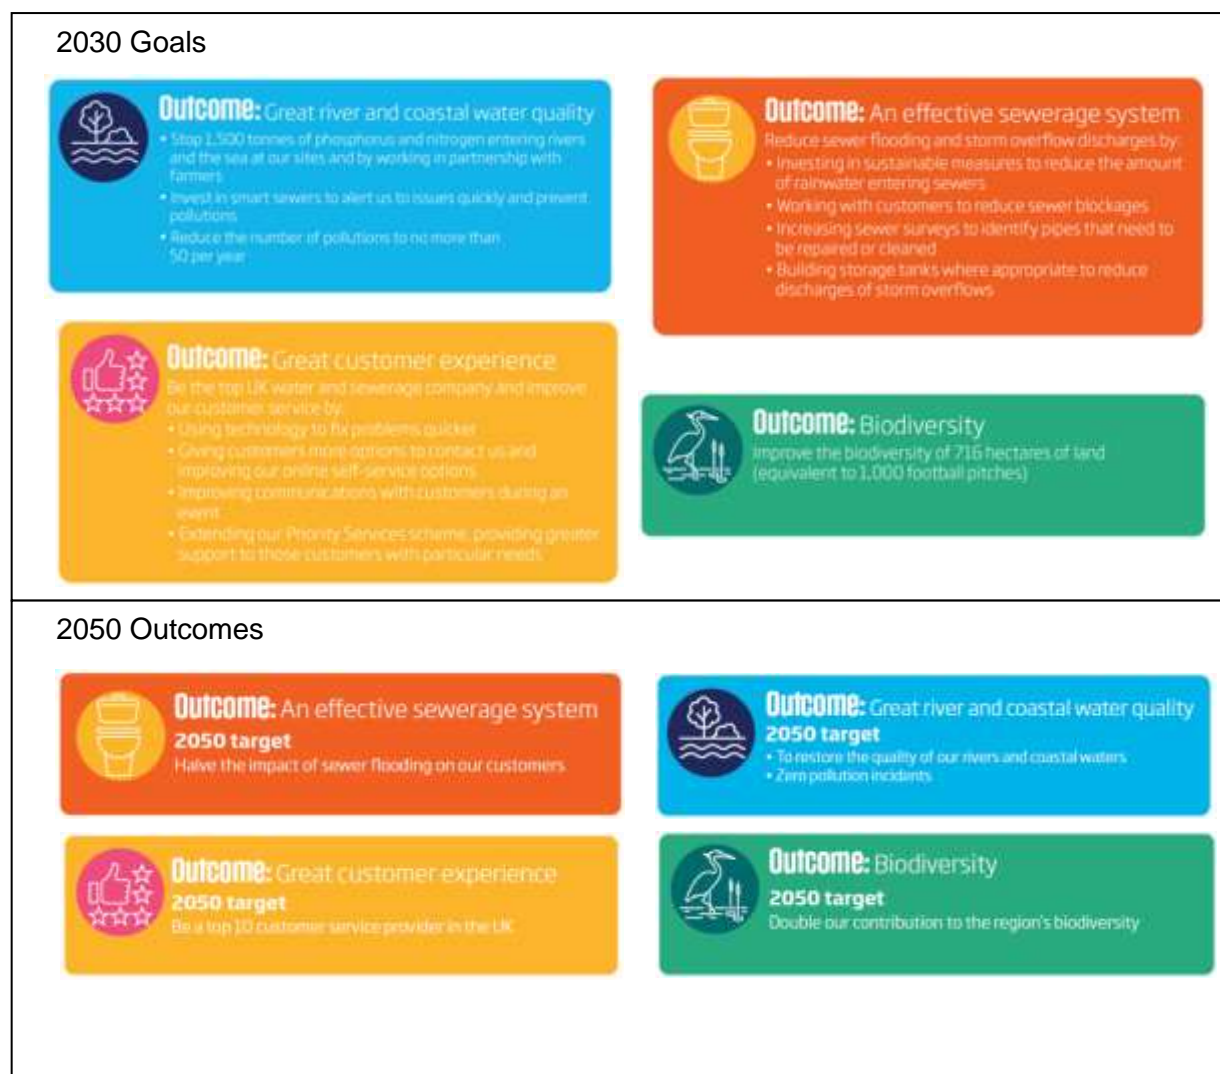 2030 Goals
Outcome: Great river and coastal water quality
• Stop 1,500 tonnes of phosphorus and nitrogen entering rivers
and the sea at our sites and by working in partnership with
farmers
• Invest in smart sewers to alert us to issues quickly and prevent
pollutions
• Reduce the number of pollutions to no more than
50 per year
Outcome: An effective sewerage system
Reduce sewer flooding and storm overflow discharges by:
• Investing in sustainable measures to reduce the amount
of rainwater entering sewers
• Working with customers to reduce sewer blockages
• Increasing sewer surveys to identify pipes that need to
be repaired or cleaned
• Building storage tanks where appropriate to reduce
discharges of storm overflows
Outcome: Great customer experience
Be the top UK water and sewerage company and improve
our customer service by:
• Using technology to fix problems quicker
• Giving customers more options to contact us and
improving our online self-service options
• Improving communications with customers during an
event
• Extending our Priority Services scheme, providing greater
support to those customers with particular needs
Outcome: Biodiversity
Improve the biodiversity of 716 hectares of land
(equivalent to 1,000 football pitches)
2050 Outcomes
Outcome: An effective sewerage system
2050 target
Halve the impact of sewer flooding on our customers
Outcome: Great river and coastal water quality
2050 target
• To restore the quality of our rivers and coastal waters
• Zero pollution incidents
Outcome: Great customer experience
2050 target
Be a top 10 customer service provider in the UK
Outcome: Biodiversity
2050 target
Double our contribution to the region's biodiversity